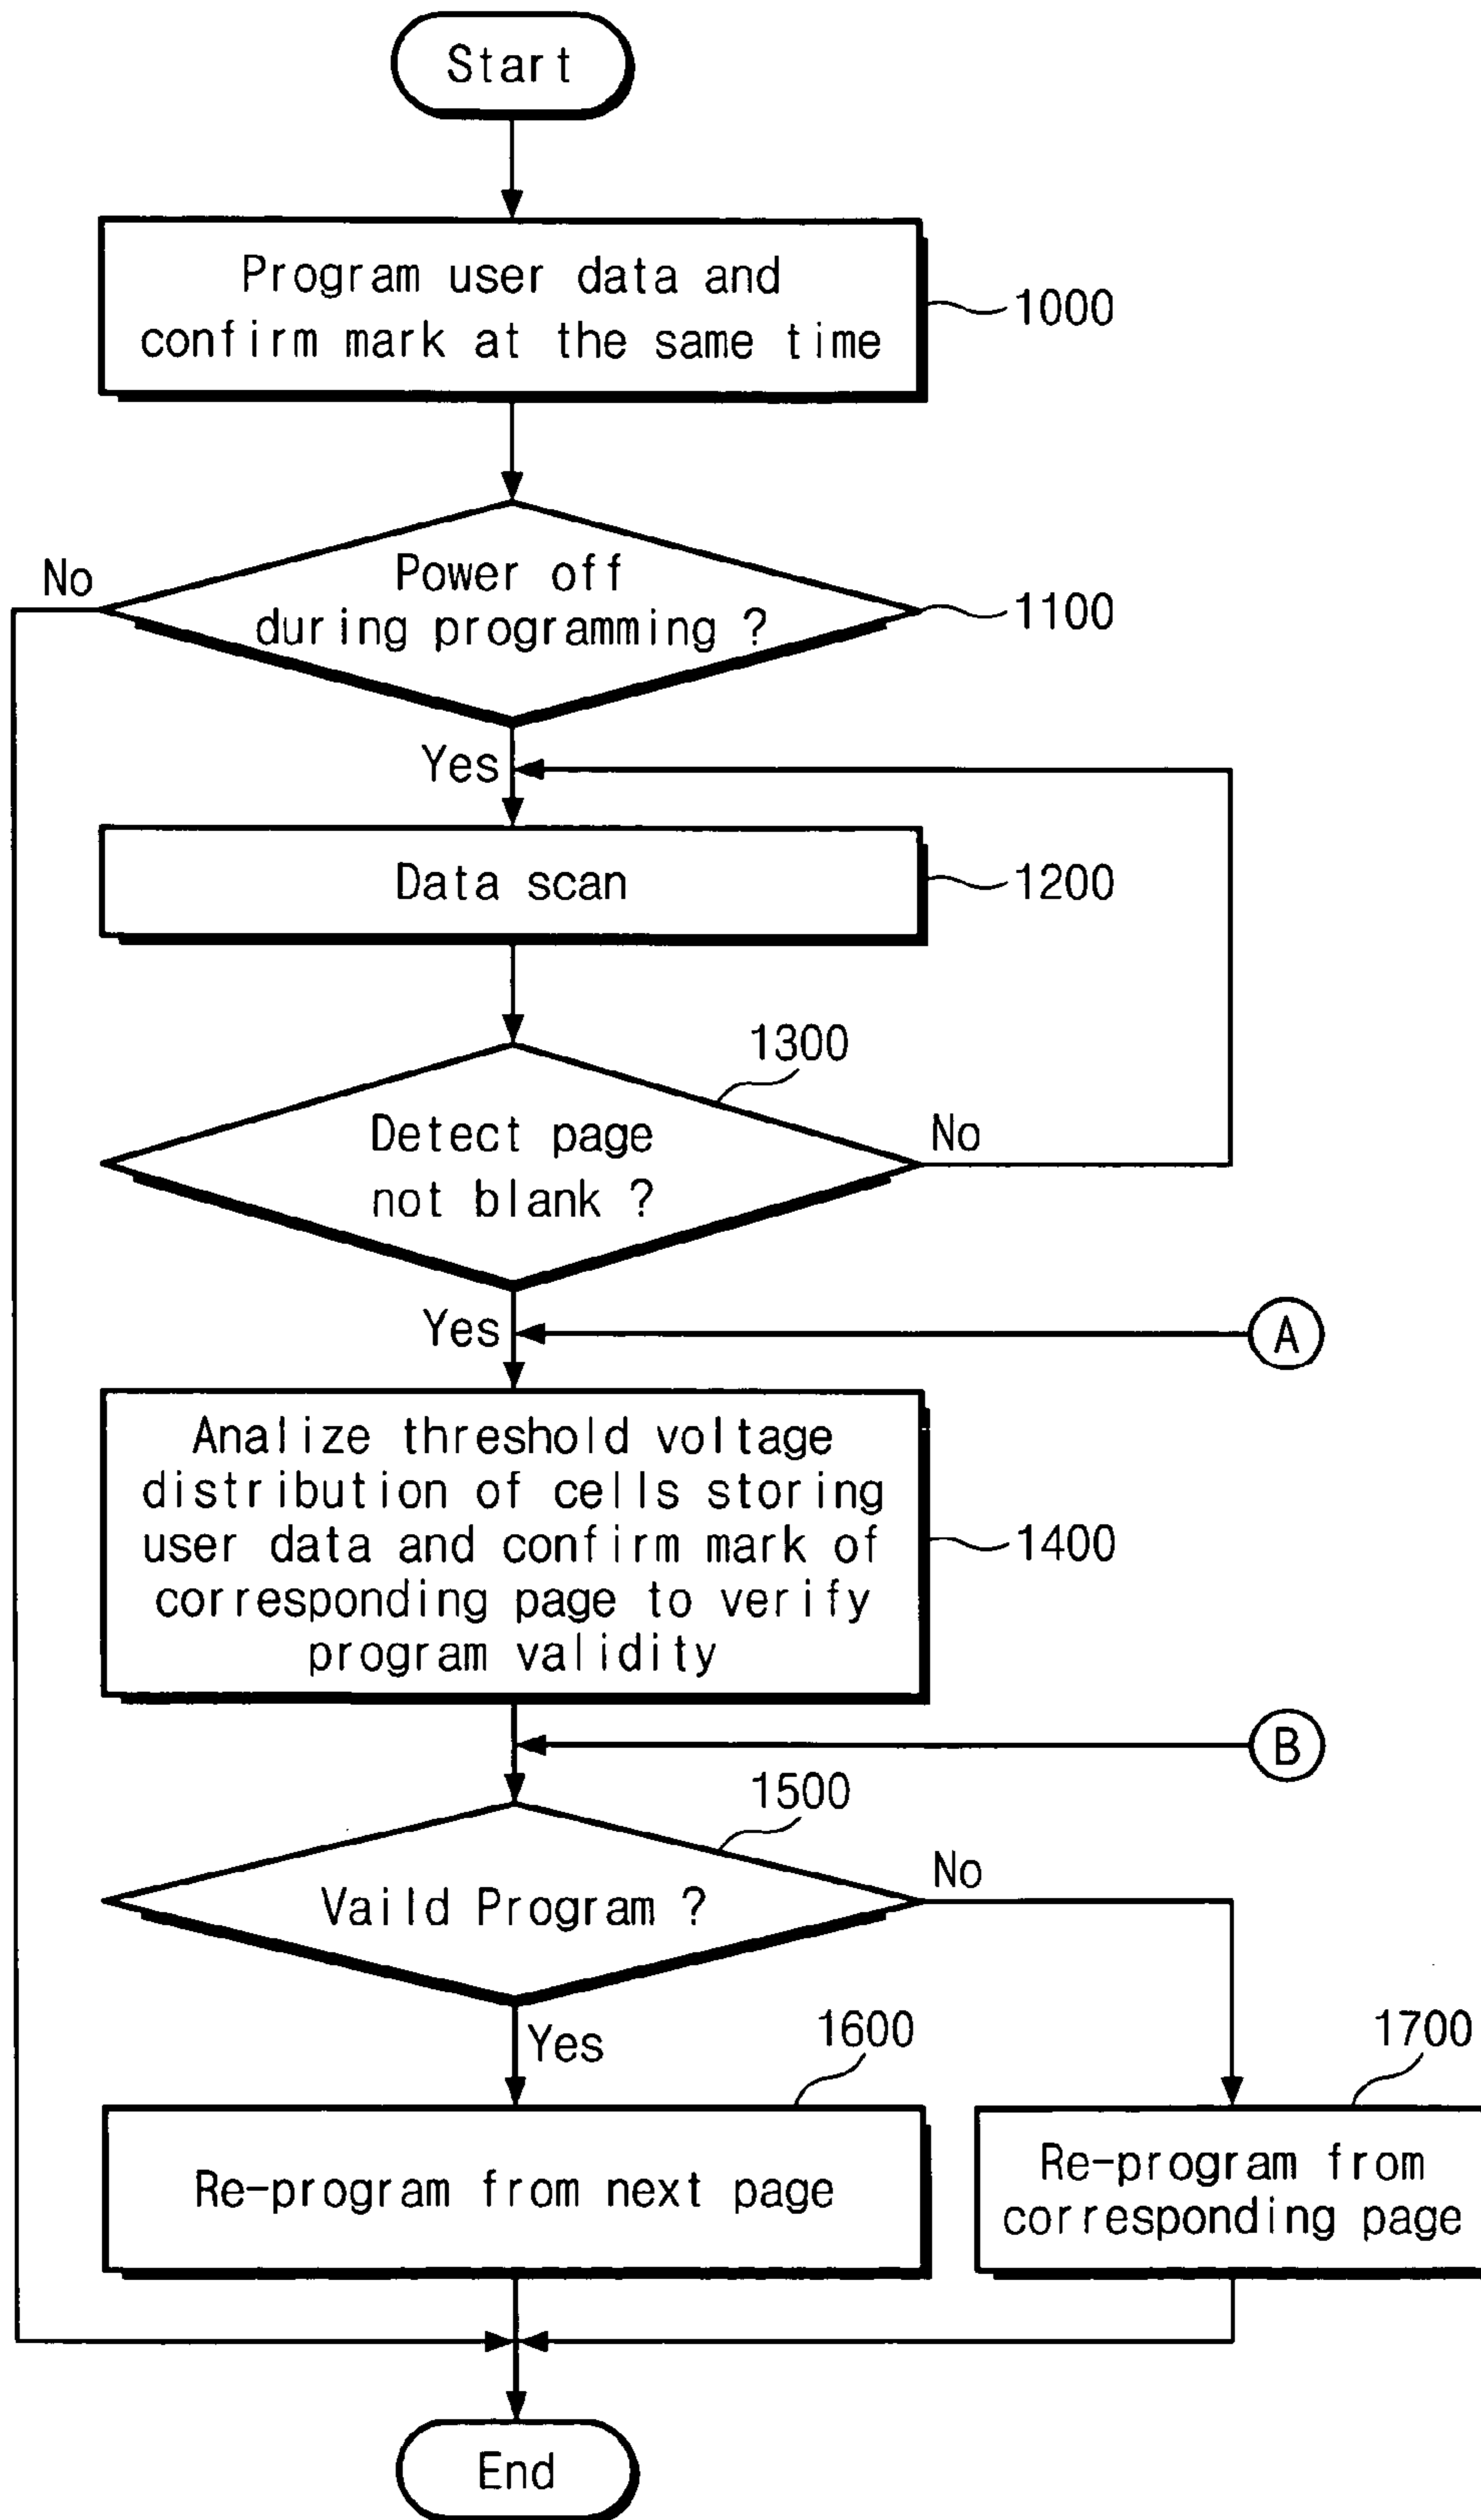 Start
Program user data and
confirm mark at the same time
1000
No
Power off
during programming ?
1100
Yes
Data scan
1200
1300
Detect page
not blank ?
No
Yes
A
Analize threshold voltage
distribution of cells storing
user data and confirm mark of
corresponding page to verify
program validity
1400
B
1500
Vaild Program ?
No
Yes
1600
1700
Re-program from next page
Re-program from
corresponding page
End